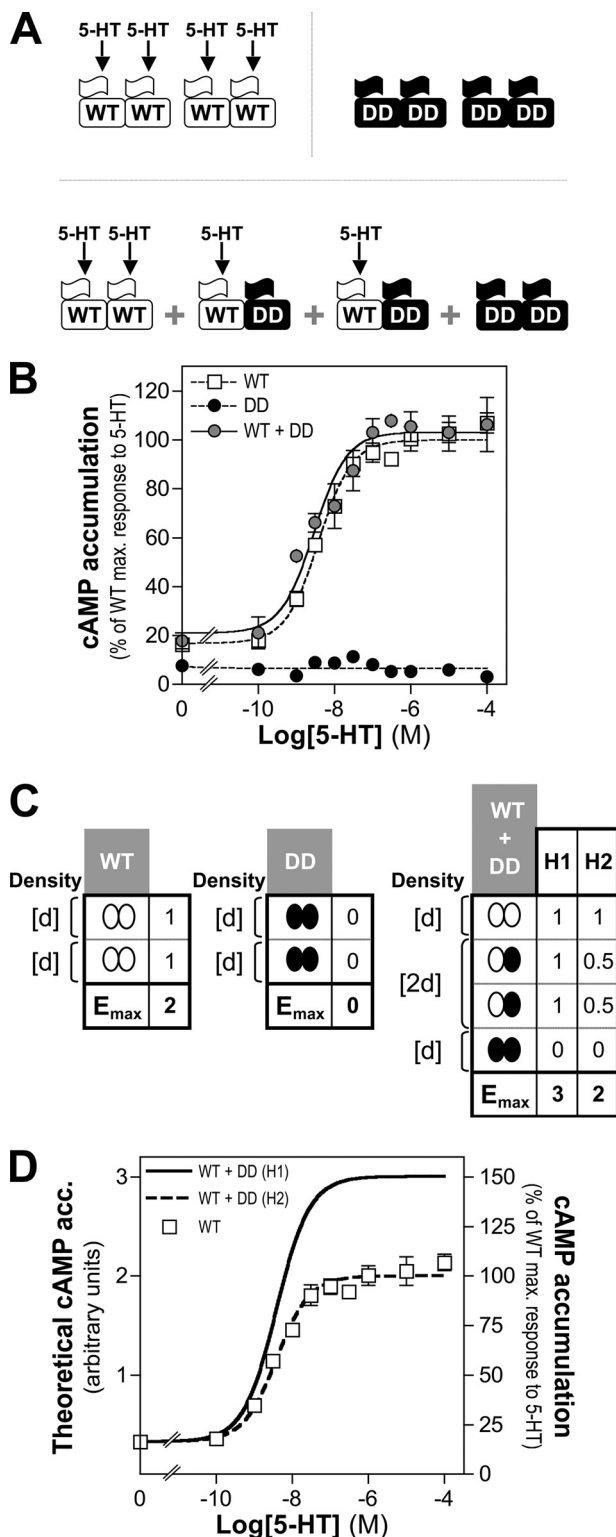 A
5-HT 5-HT 5-HT 5-HT
WT WT WT WT DD DD DD DD
5-HT 5-HT 5-HT 5-HT
WT WT + WT DD + WT DD + DD DD
B
cAMP accumulation
(% of WT max. response to 5-HT)
120
100
80
60
40
20
0
WT
DD
WT + DD
0 -10 -8 -6 -4
Log[5-HT] (M)
C
Density WT
[d] 1
[d] 1
Emax 2
Density DD
[d] 0
[d] 0
Emax 0
Density WT + DD H1 H2
[d] 1 1
[2d] 1 0.5
1 0.5
[d] 0 0
Emax 3 2
D
Theoretical cAMP acc.
(arbitrary units)
3
2
1
WT + DD (H1)
WT + DD (H2)
WT
150
125
100
75
50
25
0
cAMP accumulation
(% of WT max. response to 5-HT)
0 -10 -8 -6 -4
Log[5-HT] (M)